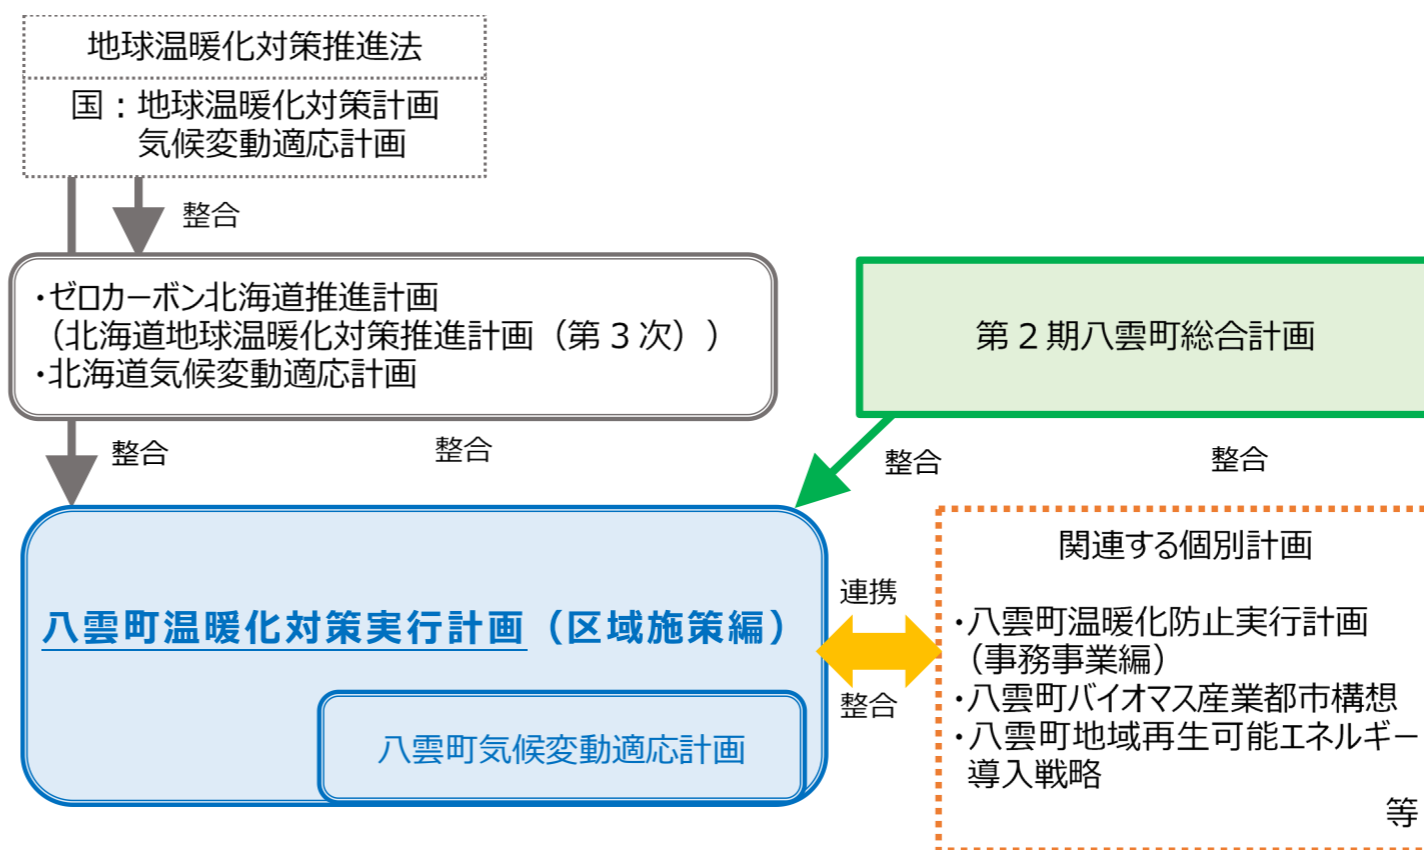 地球温暖化対策推進法
国：地球温暖化対策計画
気候変動適応計画
整合
・ゼロカーボン北海道推進計画
（北海道地球温暖化対策推進計画（第３次））
・北海道気候変動適応計画
第２期八雲町総合計画
整合
整合
整合
整合
八雲町温暖化対策実行計画（区域施策編）
八雲町気候変動適応計画
連携
整合
関連する個別計画
・八雲町温暖化防止実行計画
（事務事業編）
・八雲町バイオマス産業都市構想
・八雲町地域再生可能エネルギー
導入戦略
等